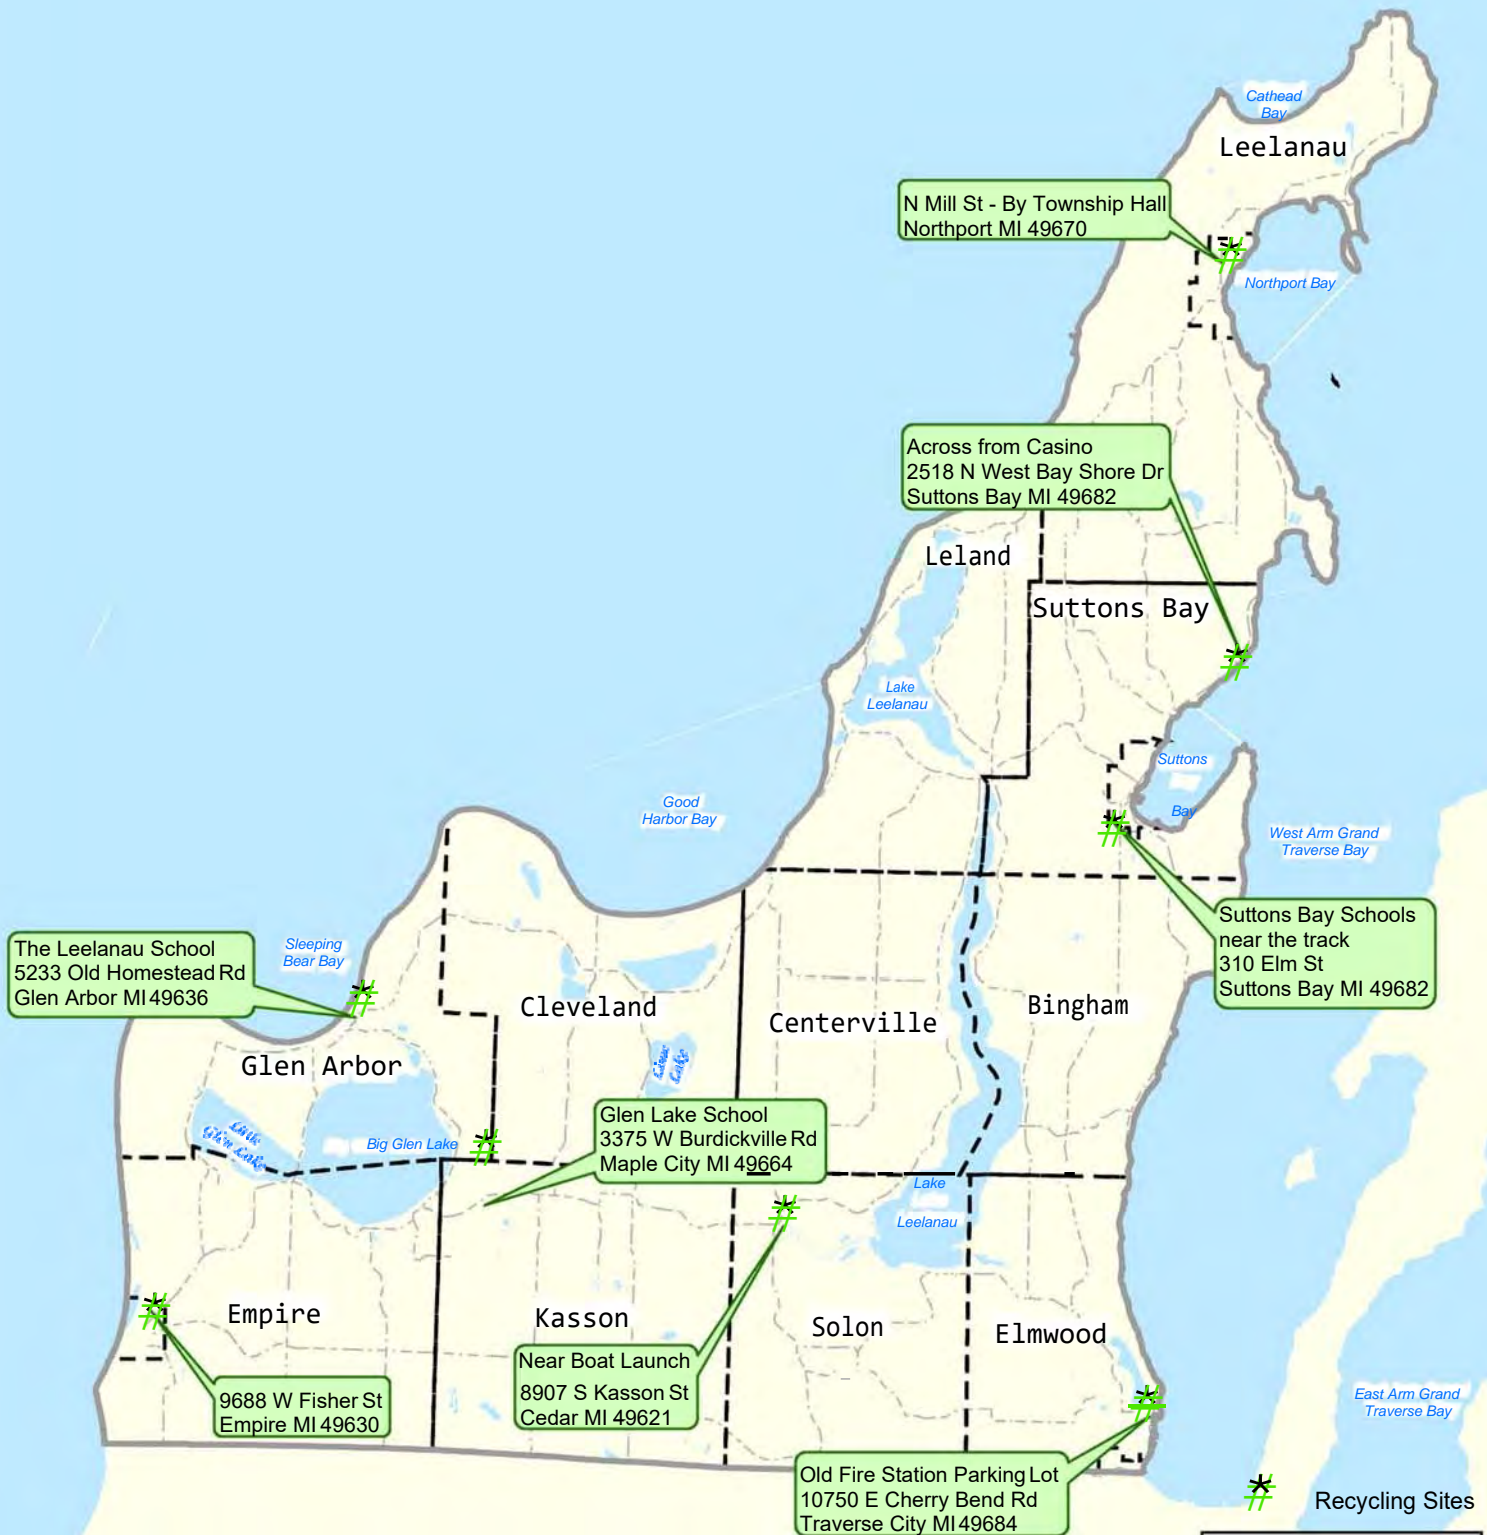 Cathead
Bay
Leelanau
N Mill St - By Township Hall
Northport MI 49670
Northport Bay
Across from Casino
2518 N West Bay Shore Dr
Suttons Bay MI 49682
Leland
Suttons Bay
Lake
Leelanau
Suttons
Bay
Good
Harbor Bay
West Arm Grand
Traverse Bay
Suttons Bay Schools
near the track
310 Elm St
Suttons Bay MI 49682
The Leelanau School
5233 Old Homestead Rd
Glen Arbor MI 49636
Sleeping
Bear Bay
Cleveland
Centerville
Bingham
Glen Arbor
Lime
Lake
Little
Glen Lake
Big Glen Lake
Glen Lake School
3375 W Burdickville Rd
Maple City MI 49664
Lake
Leelanau
Empire
Kasson
Solon
Elmwood
Near Boat Launch
8907 S Kasson St
Cedar MI 49621
9688 W Fisher St
Empire MI 49630
East Arm Grand
Traverse Bay
Old Fire Station Parking Lot
10750 E Cherry Bend Rd
Traverse City MI 49684
Recycling Sites